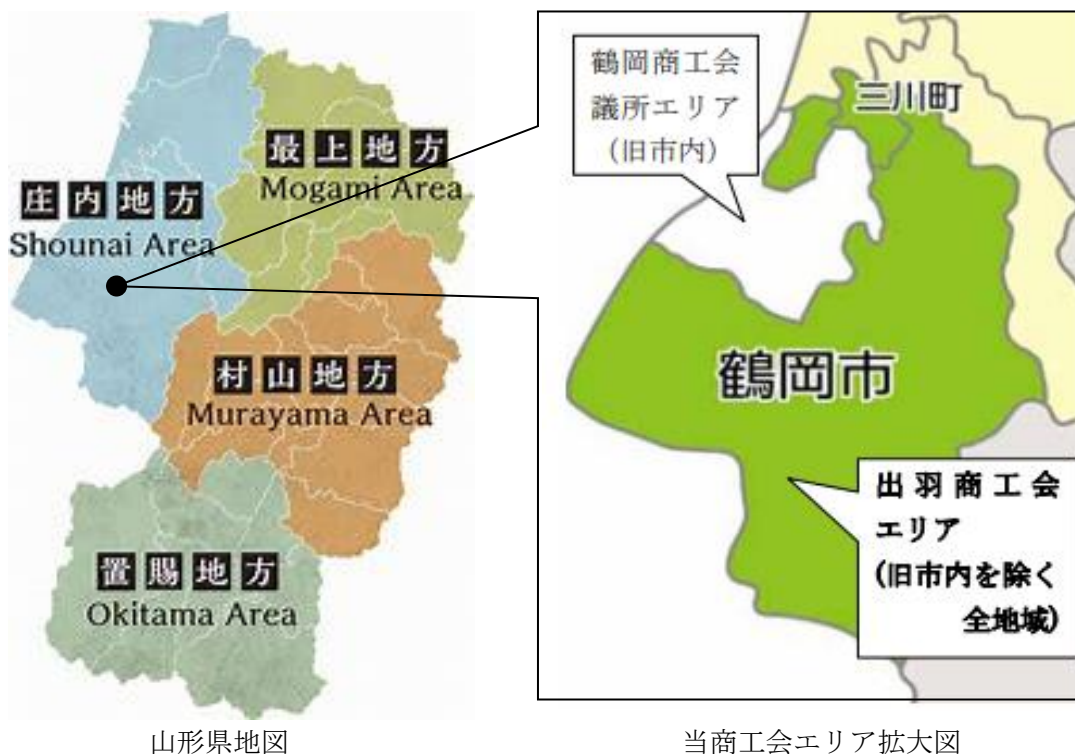 最上地方
Mogami Area
庄内地方
Shounai Area
村山地方
Murayama Area
置賜地方
Okitama Area
山形県地図
鶴岡商工会
議所エリア
(旧市内)
三川町
鶴岡市
出羽商工会
エリア
(旧市内を除く
全地域)
当商工会エリア拡大図